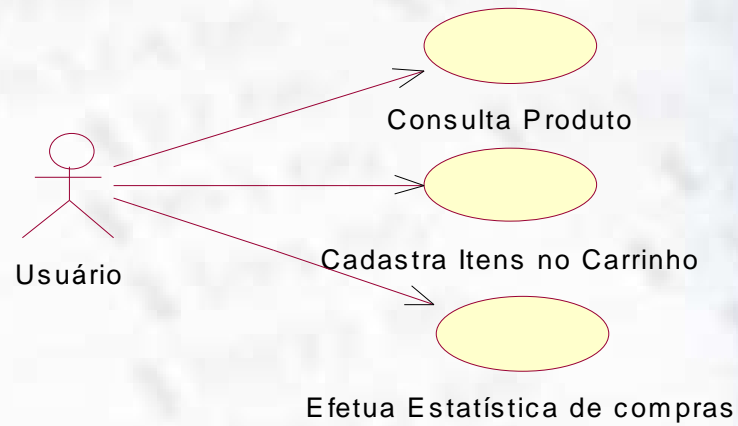 Consulta Produto
Usuário
Cadastra Itens no Carrinho
Efetua Estatística de compras